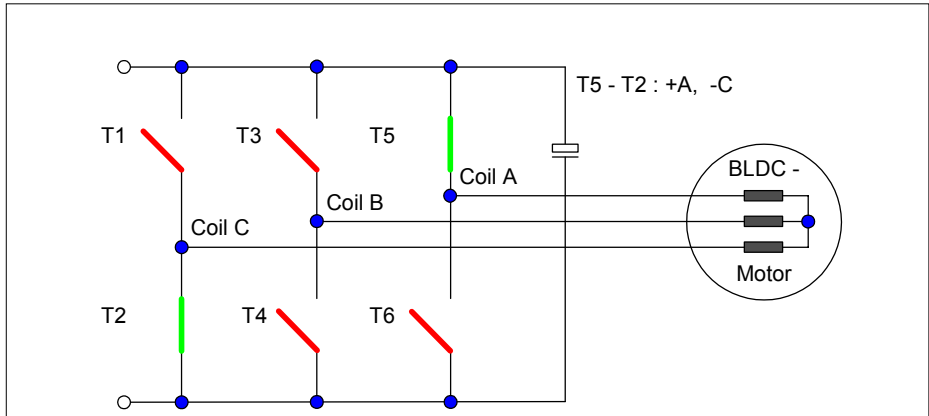 T5 - T2 : +A, -C
T1
T3
T5
Coil A
BLDC -
Coil B
Coil C
Motor
T2
T4
T6